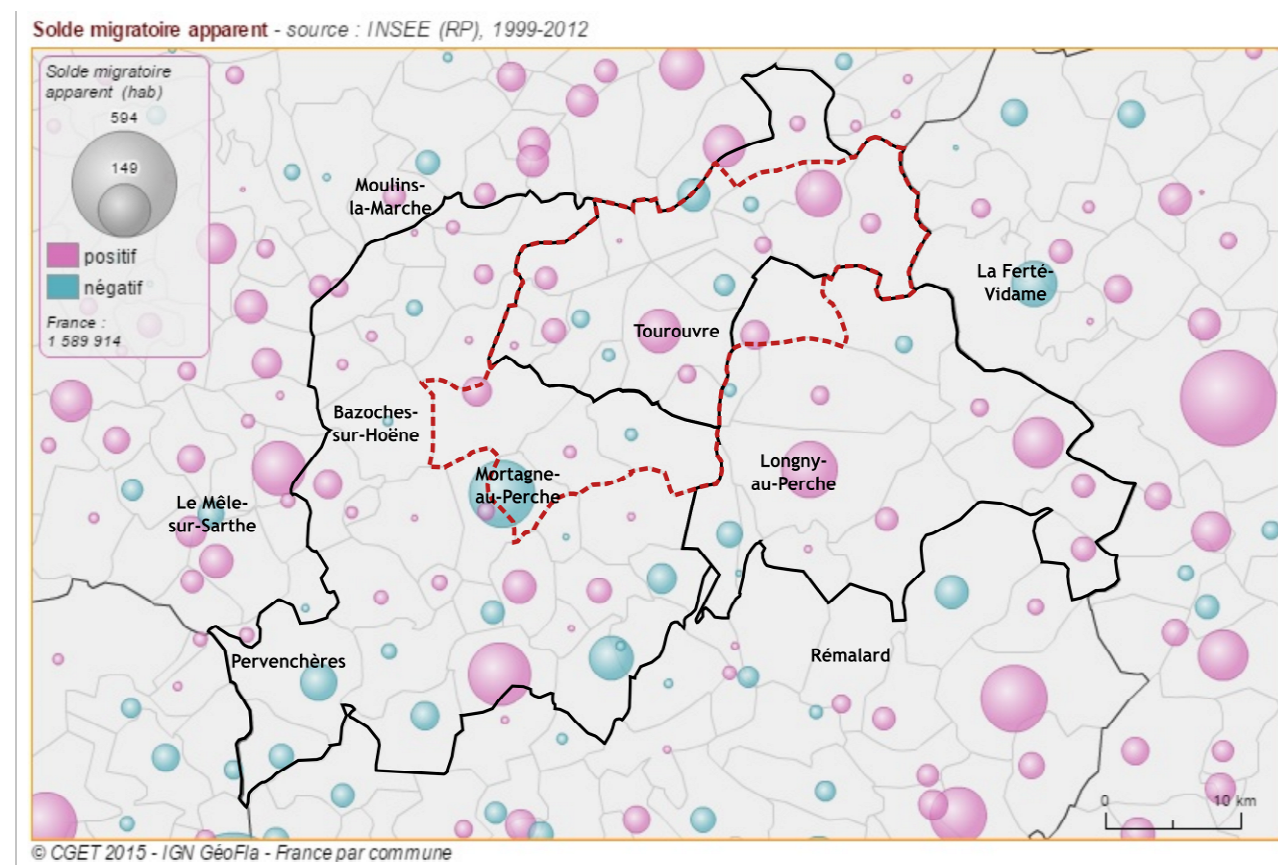 Solde migratoire apparent - source : INSEE (RP), 1999-2012
Solde migratoire
apparent (hab)
594
149
positif
négatif
France :
1 589 914
Moulins-
la-Marche
La Ferté-
Vidame
Tourouvre
Bazoches-
sur-Hoëne
Mortagne-
au-Perche
Longny-
au-Perche
Le Mêle-
sur-Sarthe
Pervenchères
Rémalard
0 10 km
© CGET 2015 - IGN GéoFla - France par commune